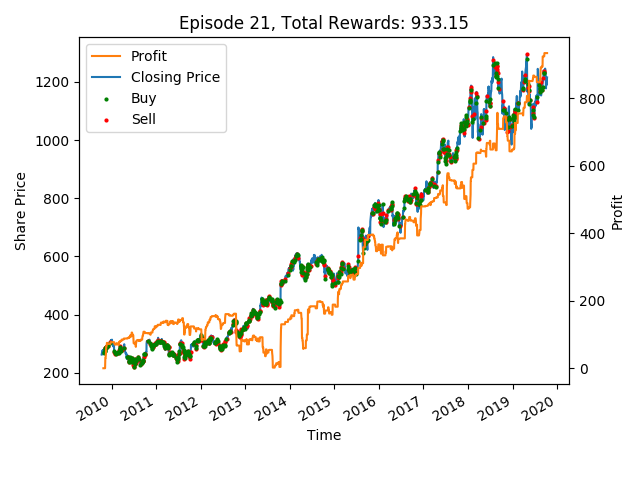 Episode 21, Total Rewards: 933.15
Profit
Closing Price
Buy
Sell
Share Price
1200
1000
800
600
400
200
Profit
800
600
400
200
0
2010
2011
2012
2013
2014
2015
2016
2017
2018
2019
2020
Time